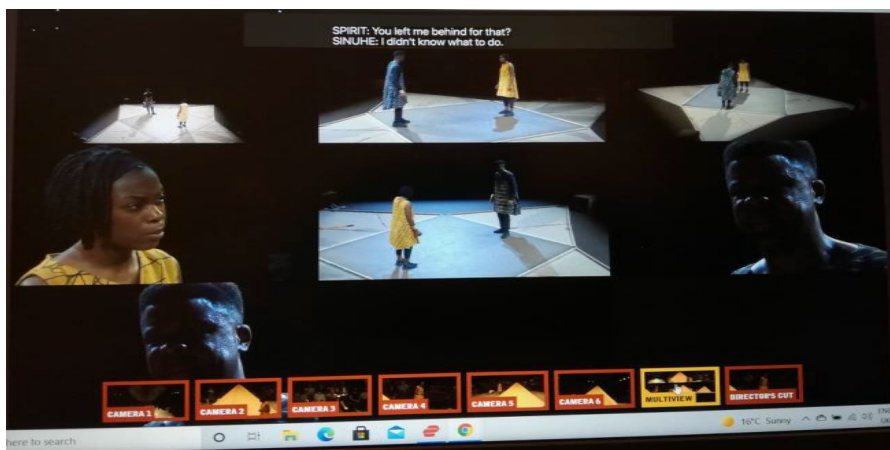 SPIRIT: You left me behind for that?
SINUHE: I didn't know what to do.
CAMERA 1
CAMERA 2
CAMERA 3
CAMERA 4
CAMERA 5
CAMERA 6
MULTIVIEW
DIRECTOR'S CUT
here to search
16°C Sunny